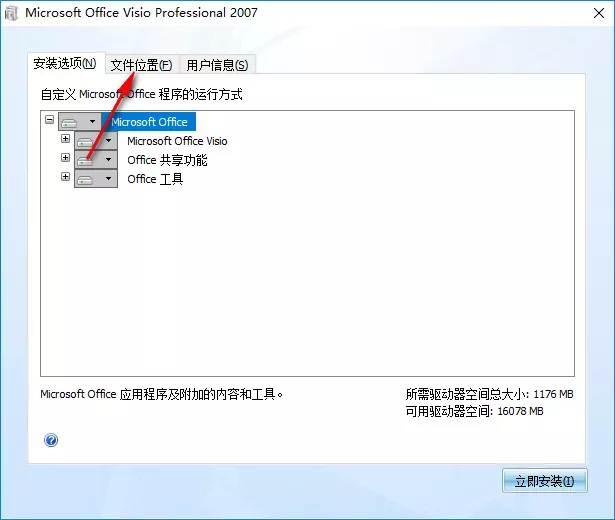 Microsoft Office Visio Professional 2007
安装选项(N) 文件位置(F) 用户信息(S)
自定义 Microsoft Office 程序的运行方式
Microsoft Office
Microsoft Office Visio
Office 共享功能
Office 工具
Microsoft Office 应用程序及附加的内容和工具。
所需驱动器空间总大小: 1176 MB
可用驱动器空间: 16078 MB
立即安装(I)